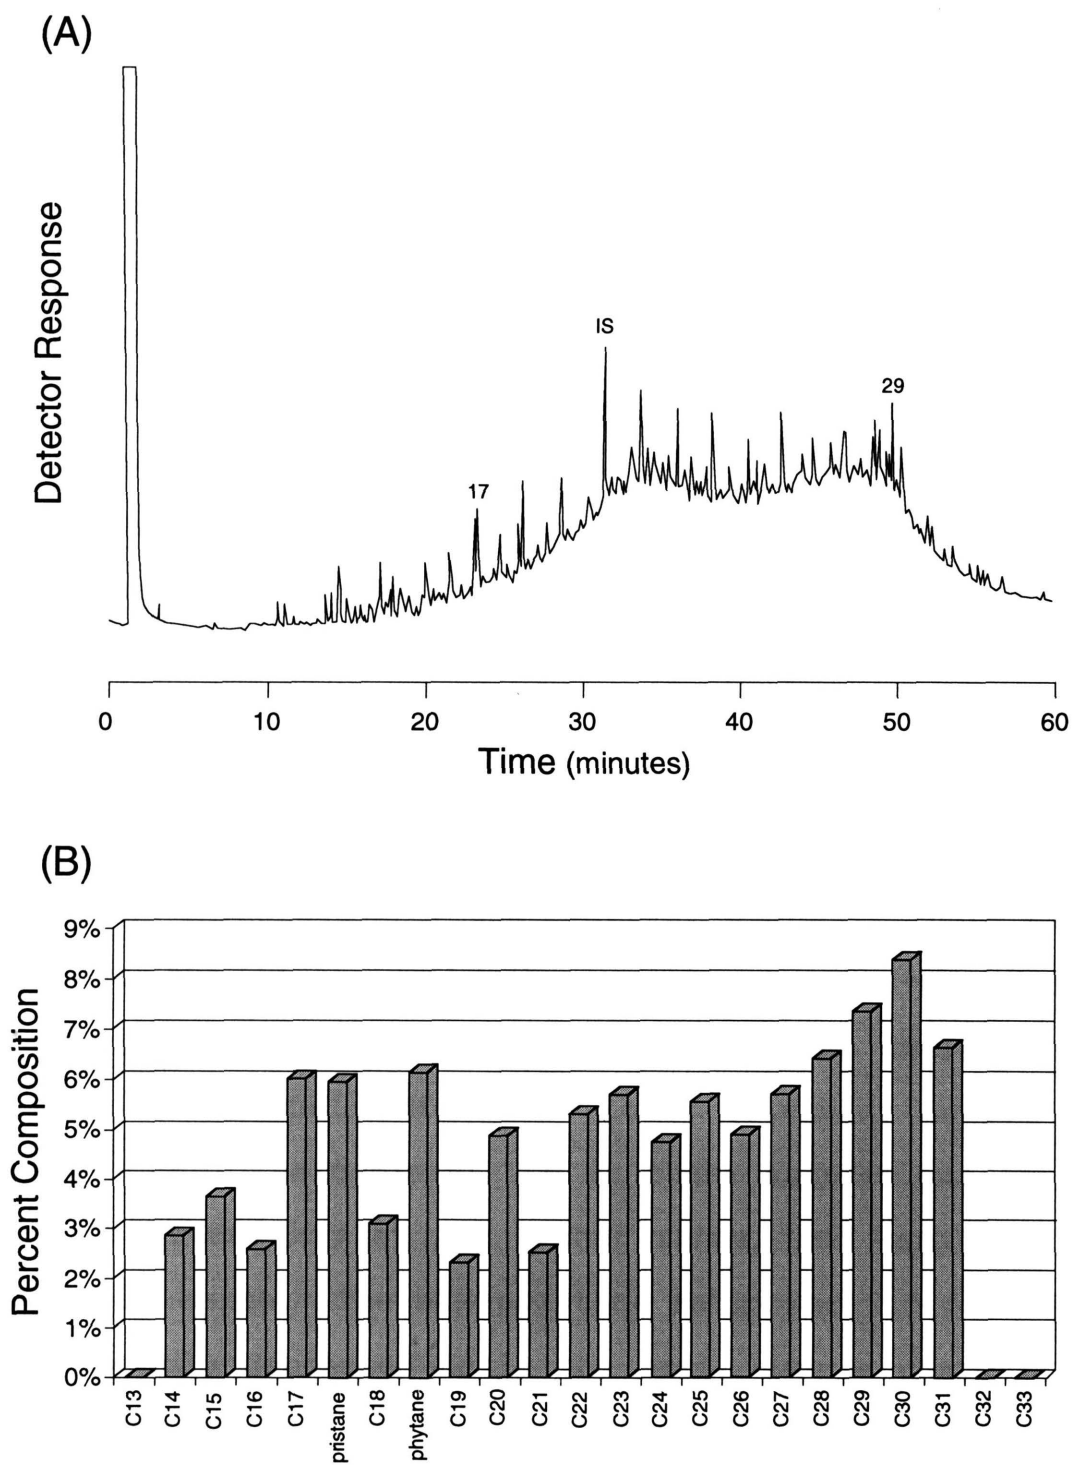 (A)
Detector Response
IS
29
17
0 10 20 30 40 50 60
Time (minutes)
(B)
Percent Composition
9%
8%
7%
6%
5%
4%
3%
2%
1%
0%
C13 C14 C15 C16 C17 pristane C18 phytane C19 C20 C21 C22 C23 C24 C25 C26 C27 C28 C29 C30 C31 C32 C33